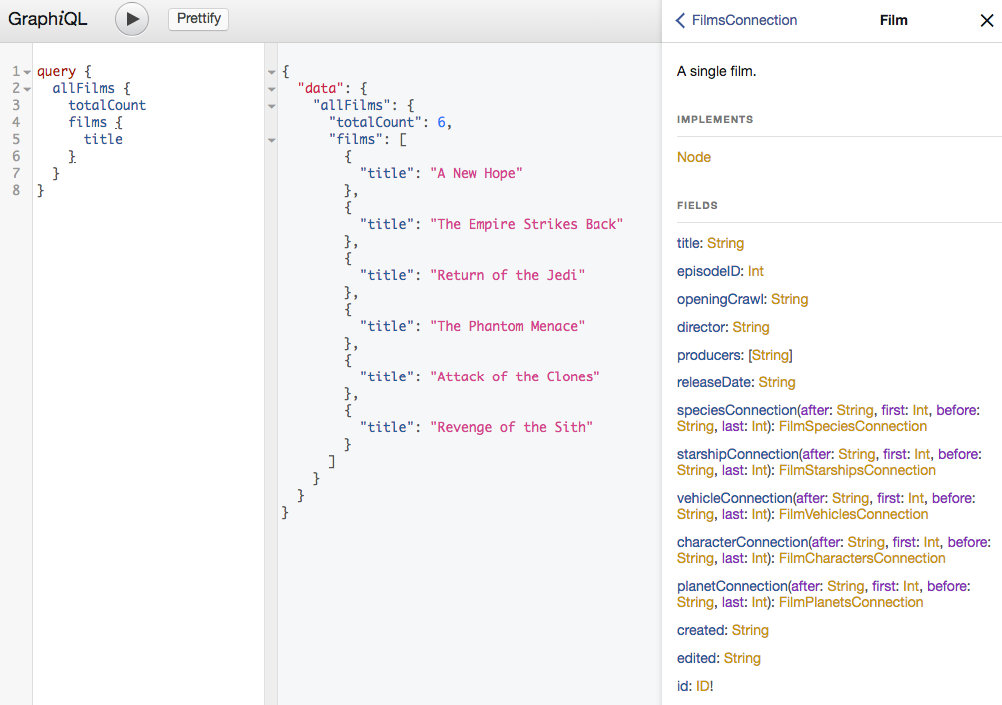 GraphiQL
Prettify
1 query {
2 allFilms {
3 totalCount
4 films {
5 title
6 }
7 }
8 }
{
"data": {
"allFilms": {
"totalCount": 6,
"films": [
{
"title": "A New Hope"
},
{
"title": "The Empire Strikes Back"
},
{
"title": "Return of the Jedi"
},
{
"title": "The Phantom Menace"
},
{
"title": "Attack of the Clones"
},
{
"title": "Revenge of the Sith"
}
]
}
}
}
FilmsConnection
Film
A single film.
IMPLEMENTS
Node
FIELDS
title: String
episodeID: Int
openingCrawl: String
director: String
producers: [String]
releaseDate: String
speciesConnection(after: String, first: Int, before:
String, last: Int): FilmSpeciesConnection
starshipConnection(after: String, first: Int, before:
String, last: Int): FilmStarshipsConnection
vehicleConnection(after: String, first: Int, before:
String, last: Int): FilmVehiclesConnection
characterConnection(after: String, first: Int, before:
String, last: Int): FilmCharactersConnection
planetConnection(after: String, first: Int, before:
String, last: Int): FilmPlanetsConnection
created: String
edited: String
id: ID!